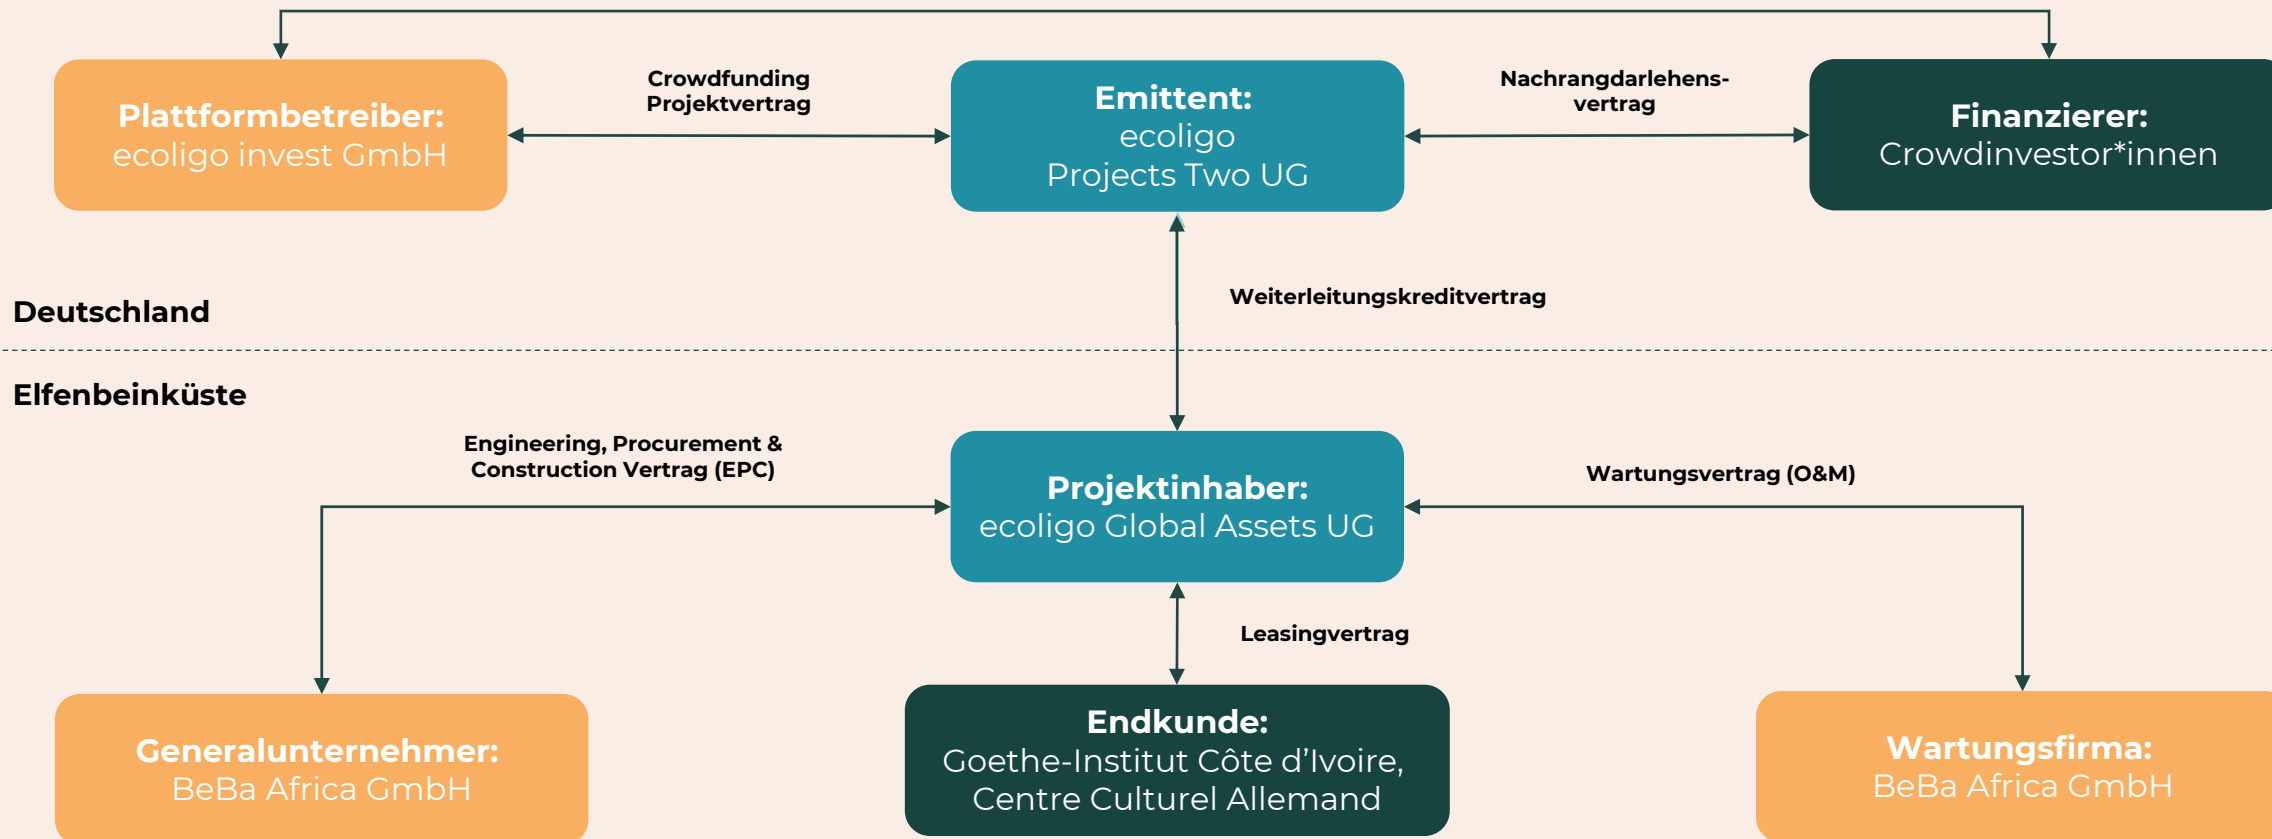 Plattformbetreiber:
ecoligo invest GmbH
Crowdfunding
Projektvertrag
Emittent:
ecoligo
Projects Two UG
Nachrangdarlehens-
vertrag
Finanzierer:
Crowdinvestor*innen
Weiterleitungskreditvertrag
Deutschland
Elfenbeinküste
Engineering, Procurement &
Construction Vertrag (EPC)
Projektinhaber:
ecoligo Global Assets UG
Wartungsvertrag (O&M)
Leasingvertrag
Generalunternehmer:
BeBa Africa GmbH
Endkunde:
Goethe-Institut Côte d’Ivoire,
Centre Culturel Allemand
Wartungsfirma:
BeBa Africa GmbH